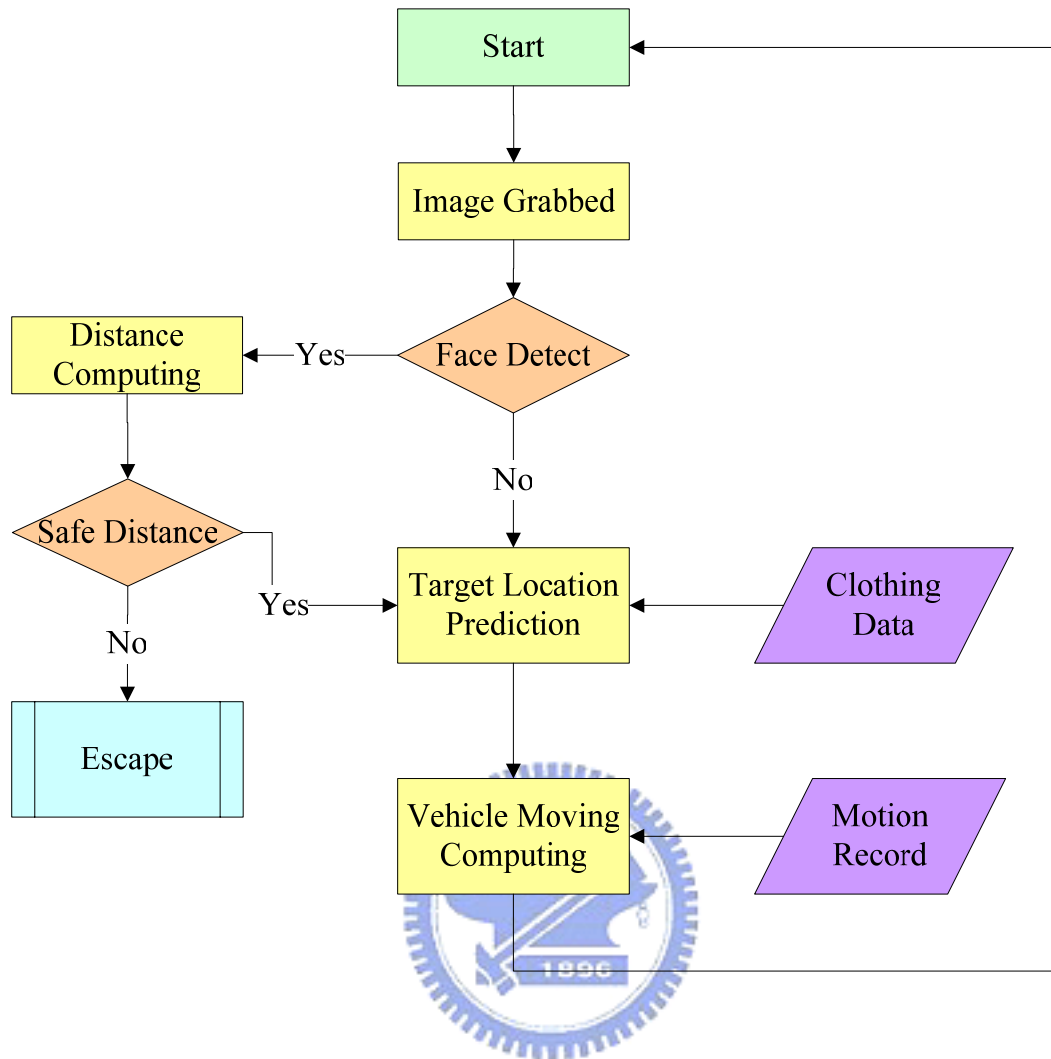 Start
Image Grabbed
Distance
Computing
Yes
Face Detect
No
Safe Distance
Yes
Target Location
Prediction
Clothing
Data
No
Escape
Vehicle Moving
Computing
Motion
Record
1896